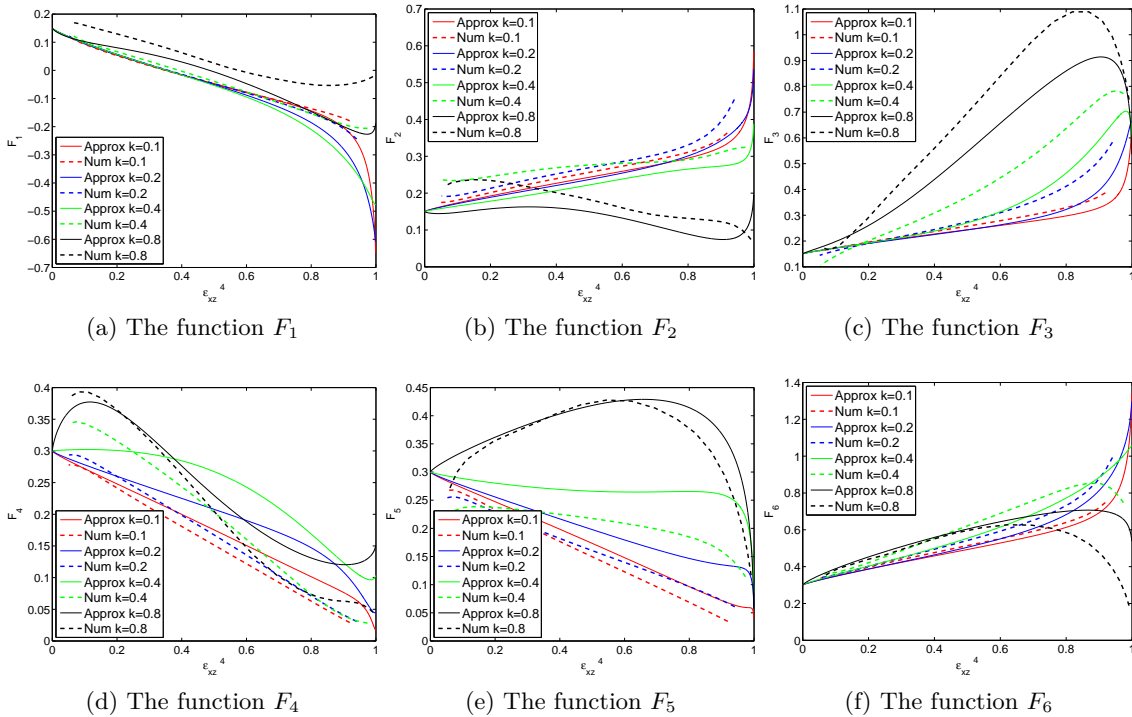 0.2
0.1
0
−0.1
−0.2
−0.3
−0.4
−0.5
−0.6
−0.7
F1
Approx k=0.1
Num k=0.1
Approx k=0.2
Num k=0.2
Approx k=0.4
Num k=0.4
Approx k=0.8
Num k=0.8
0 0.2 0.4 0.6 0.8 1
εxz 4
(a) The function F1
0.7
0.6
0.5
0.4
0.3
0.2
0.1
0
F2
Approx k=0.1
Num k=0.1
Approx k=0.2
Num k=0.2
Approx k=0.4
Num k=0.4
Approx k=0.8
Num k=0.8
0 0.2 0.4 0.6 0.8 1
εxz 4
(b) The function F2
1.1
1
0.9
0.8
0.7
0.6
0.5
0.4
0.3
0.2
0.1
F3
Approx k=0.1
Num k=0.1
Approx k=0.2
Num k=0.2
Approx k=0.4
Num k=0.4
Approx k=0.8
Num k=0.8
0 0.2 0.4 0.6 0.8 1
εxz 4
(c) The function F3
0.4
0.35
0.3
0.25
0.2
0.15
0.1
0.05
0
F4
Approx k=0.1
Num k=0.1
Approx k=0.2
Num k=0.2
Approx k=0.4
Num k=0.4
Approx k=0.8
Num k=0.8
0 0.2 0.4 0.6 0.8 1
εxz 4
(d) The function F4
0.45
0.4
0.35
0.3
0.25
0.2
0.15
0.1
0.05
0
F5
Approx k=0.1
Num k=0.1
Approx k=0.2
Num k=0.2
Approx k=0.4
Num k=0.4
Approx k=0.8
Num k=0.8
0 0.2 0.4 0.6 0.8 1
εxz 4
(e) The function F5
1.4
1.2
1
0.8
0.6
0.4
0.2
0
F6
Approx k=0.1
Num k=0.1
Approx k=0.2
Num k=0.2
Approx k=0.4
Num k=0.4
Approx k=0.8
Num k=0.8
0 0.2 0.4 0.6 0.8 1
εxz 4
(f) The function F6